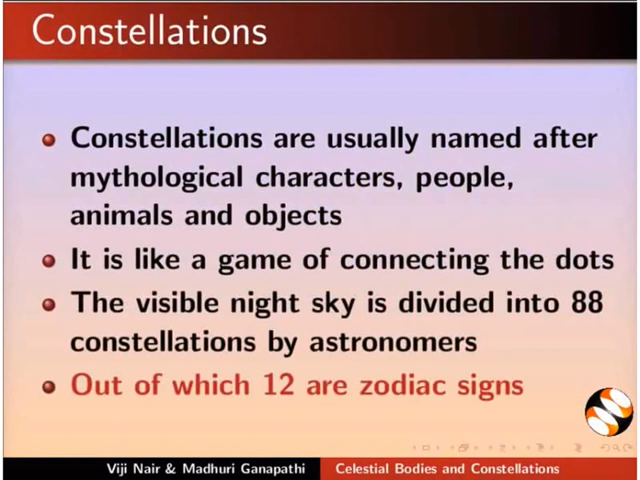 Constellations
Constellations are usually named after
mythological characters, people,
animals and objects
It is like a game of connecting the dots
The visible night sky is divided into 88
constellations by astronomers
Out of which 12 are zodiac signs
Viji Nair & Madhuri Ganapathi
Celestial Bodies and Constellations